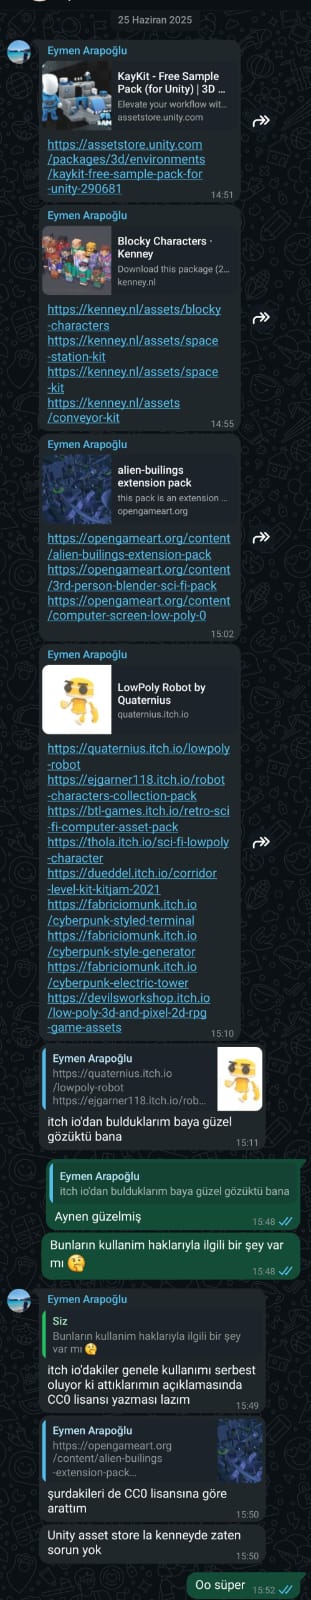 25 Haziran 2025
Eymen Arapoğlu
KayKit - Free Sample
Pack (for Unity) | 3D ...
Elevate your workflow wit...
assetstore.unity.com
https://assetstore.unity.com
/packages/3d/environments
/kaykit-free-sample-pack-for
-unity-290681
14:51
Eymen Arapoğlu
Blocky Characters ·
Kenney
Download this package (2...
kenney.nl
https://kenney.nl/assets/blocky
-characters
https://kenney.nl/assets/space
-station-kit
https://kenney.nl/assets/space
-kit
https://kenney.nl/assets
/conveyor-kit
14:55
Eymen Arapoğlu
alien-builings
extension pack
this pack is an extension ...
opengameart.org
https://opengameart.org/content
/alien-builings-extension-pack
https://opengameart.org/content
/3rd-person-blender-sci-fi-pack
https://opengameart.org/content
/computer-screen-low-poly-0
15:02
Eymen Arapoğlu
LowPoly Robot by
Quaternius
quaternius.itch.io
https://quaternius.itch.io/lowpoly
-robot
https://ejgarner118.itch.io/robot
-characters-collection-pack
https://btl-games.itch.io/retro-sci
-fi-computer-asset-pack
https://thola.itch.io/sci-fi-lowpoly
-character
https://dueddel.itch.io/corridor
-level-kit-kitjam-2021
https://fabriciomunk.itch.io
/cyberpunk-styled-terminal
https://fabriciomunk.itch.io
/cyberpunk-style-generator
https://fabriciomunk.itch.io
/cyberpunk-electric-tower
https://devilsworkshop.itch.io
/low-poly-3d-and-pixel-2d-rpg
-game-assets
15:10
Eymen Arapoğlu
https://quaternius.itch.io
/lowpoly-robot
https://ejgarner118.itch.io/rob...
itch io'dan bulduklarım baya güzel
gözüktü bana
15:11
Eymen Arapoğlu
itch io'dan bulduklarım baya güzel gözüktü bana
Aynen güzelmiş
15:48
Bunların kullanim haklarıyla ilgili bir şey var
mı 🤔
15:48
Eymen Arapoğlu
Siz
Bunların kullanim haklarıyla ilgili bir şey
var mı 🤔
itch io'dakiler genele kullanımı serbest
oluyor ki attıklarımın açıklamasında
CC0 lisansı yazması lazım
15:49
Eymen Arapoğlu
https://opengameart.org
/content/alien-builings
-extension-pack...
şurdakileri de CC0 lisansına göre
arattım
15:50
Unity asset store la kenneyde zaten
sorun yok
15:50
Oo süper
15:52